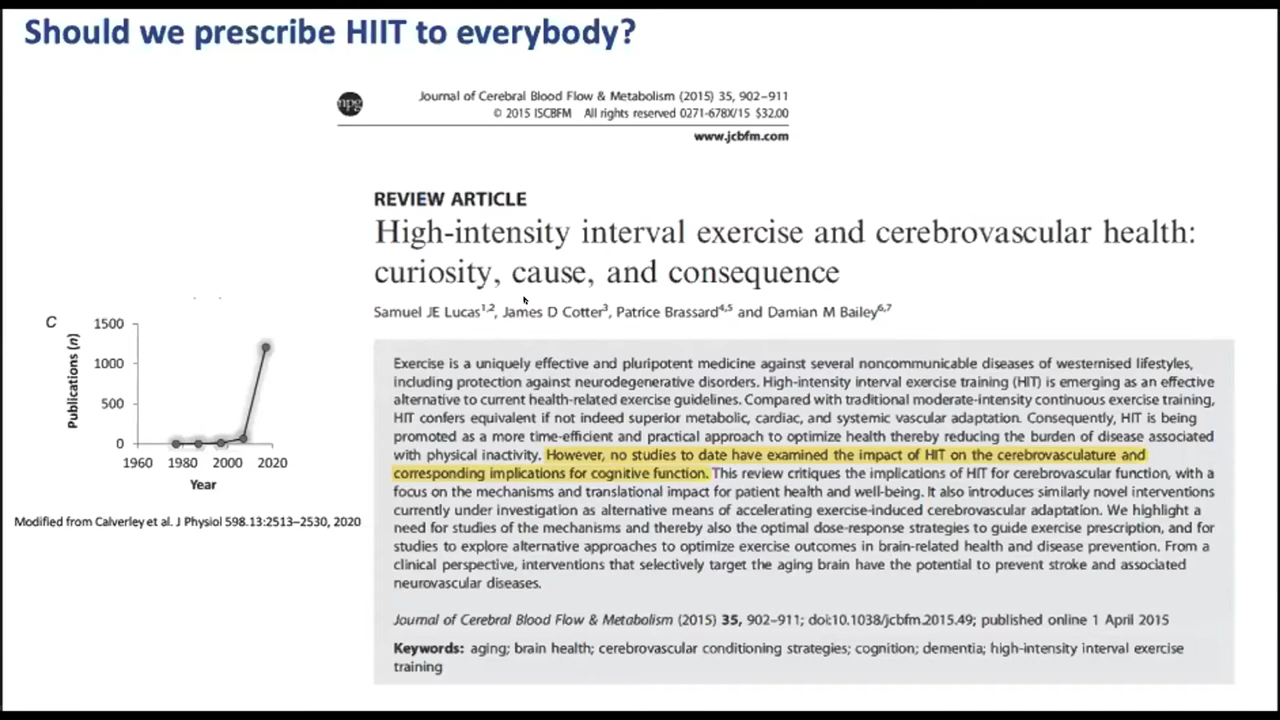 Should we prescribe HIIT to everybody?
npg
Journal of Cerebral Blood Flow & Metabolism (2015) 35, 902–911
© 2015 ISCBFM All rights reserved 0271-678X/15 $32.00
www.jcbfm.com
REVIEW ARTICLE
High-intensity interval exercise and cerebrovascular health:
curiosity, cause, and consequence
Samuel JE Lucas1,2, James D Cotter3, Patrice Brassard4,5 and Damian M Bailey6,7
Exercise is a uniquely effective and pluripotent medicine against several noncommunicable diseases of westernised lifestyles,
including protection against neurodegenerative disorders. High-intensity interval exercise training (HIT) is emerging as an effective
alternative to current health-related exercise guidelines. Compared with traditional moderate-intensity continuous exercise training,
HIT confers equivalent if not indeed superior metabolic, cardiac, and systemic vascular adaptation. Consequently, HIT is being
promoted as a more time-efficient and practical approach to optimize health thereby reducing the burden of disease associated
with physical inactivity. However, no studies to date have examined the impact of HIT on the cerebrovasculature and
corresponding implications for cognitive function. This review critiques the implications of HIT for cerebrovascular function, with a
focus on the mechanisms and translational impact for patient health and well-being. It also introduces similarly novel interventions
currently under investigation as alternative means of accelerating exercise-induced cerebrovascular adaptation. We highlight a
need for studies of the mechanisms and thereby also the optimal dose-response strategies to guide exercise prescription, and for
studies to explore alternative approaches to optimize exercise outcomes in brain-related health and disease prevention. From a
clinical perspective, interventions that selectively target the aging brain have the potential to prevent stroke and associated
neurovascular diseases.
Journal of Cerebral Blood Flow & Metabolism (2015) 35, 902–911; doi:10.1038/jcbfm.2015.49; published online 1 April 2015
Keywords: aging; brain health; cerebrovascular conditioning strategies; cognition; dementia; high-intensity interval exercise
training
C
Publications (n)
1500
1000
500
0
1960 1980 2000 2020
Year
Modified from Calverley et al. J Physiol 598.13:2513–2530, 2020